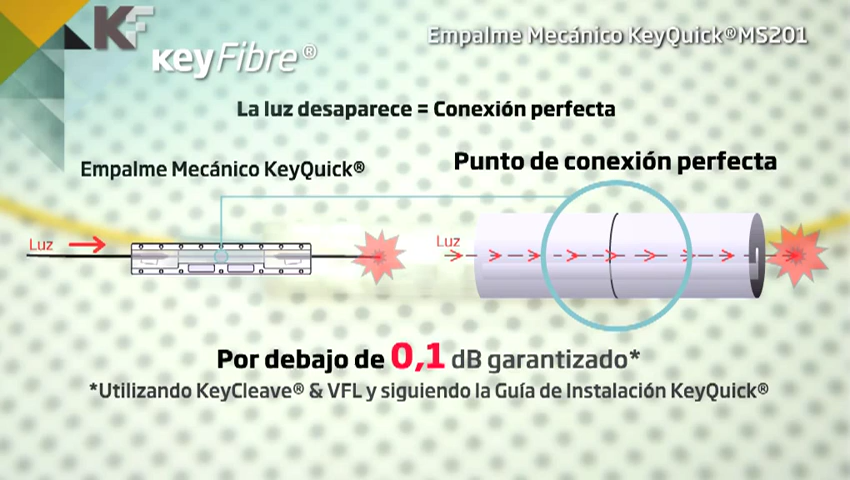 KF
KeyFibre®
Empalme Mecánico KeyQuick®MS201
La luz desaparece = Conexión perfecta
Empalme Mecánico KeyQuick®
Punto de conexión perfecta
Luz
Luz
Por debajo de 0,1 dB garantizado*
*Utilizando KeyCleave® & VFL y siguiendo la Guía de Instalación KeyQuick®